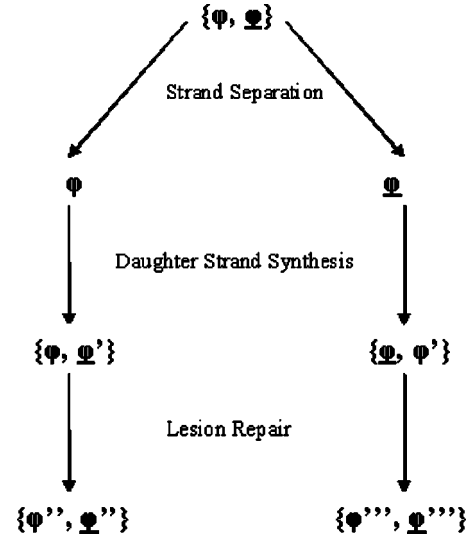 {φ, φ̲}
Strand Separation
φ φ̲
Daughter Strand Synthesis
{φ, φ̲'} {φ̲, φ'}
Lesion Repair
{φ'', φ̲''} {φ''', φ̲'''}